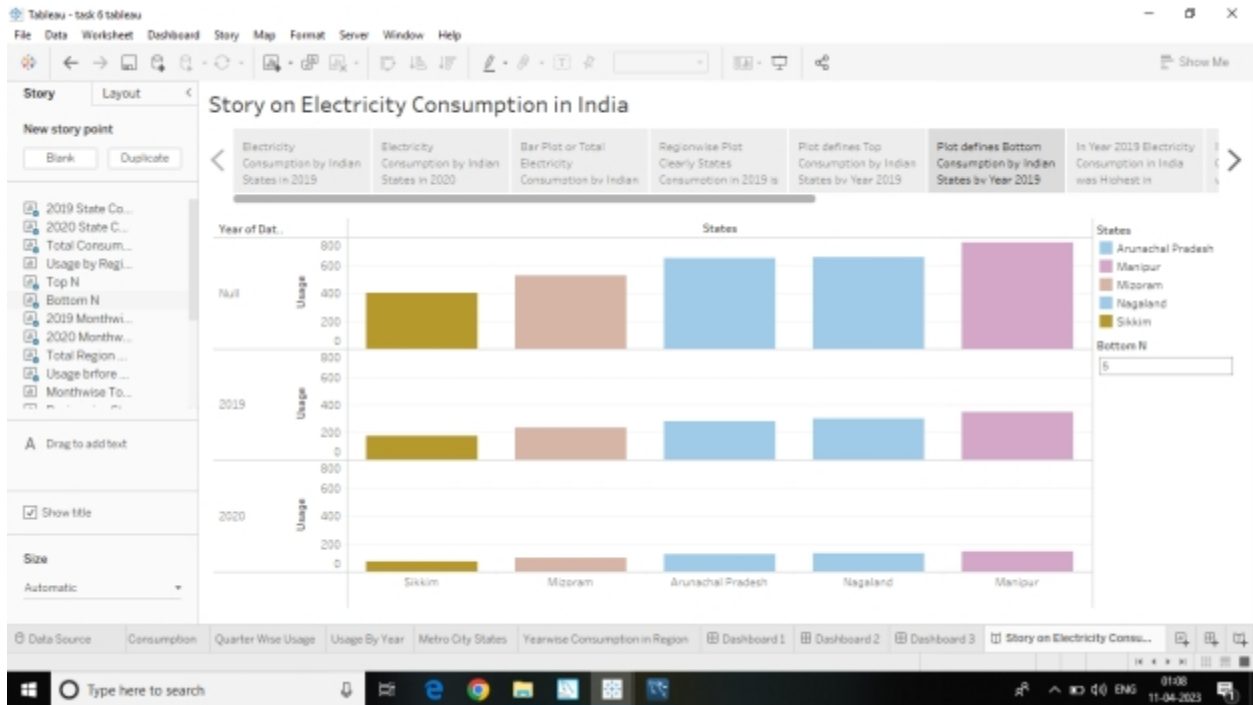 Tableau - task 6 tableau
File Data Worksheet Dashboard Story Map Format Server Window Help
Show Me
Story Layout
New story point
Blank Duplicate
2019 State Co...
2020 State C...
Total Consum...
Usage by Regi...
Top N
Bottom N
2019 Monthwi...
2020 Monthw...
Total Region ...
Usage brfore ...
Monthwise To...
A Drag to add text
Show title
Size
Automatic
Story on Electricity Consumption in India
Electricity
Consumption by Indian
States in 2019
Electricity
Consumption by Indian
States in 2020
Bar Plot or Total
Electricity
Consumption by Indian
Regionwise Plot
Clearly States
Consumption in 2019 is
Plot defines Top
Consumption by Indian
States by Year 2019
Plot defines Bottom
Consumption by Indian
States by Year 2019
In Year 2019 Electricity
Consumption in India
was Highest in
Year of Dat..
States
Null
Usage
800
600
400
200
0
2019
Usage
800
600
400
200
0
2020
Usage
800
600
400
200
0
Sikkim Mizoram Arunachal Pradesh Nagaland Manipur
States
Arunachal Pradesh
Manipur
Mizoram
Nagaland
Sikkim
Bottom N
5
Data Source Consumption Quarter Wise Usage Usage By Year Metro City States Yearwise Consumption in Region Dashboard 1 Dashboard 2 Dashboard 3 Story on Electricity Consu...
Type here to search
ENG
01:08
11-04-2023
1